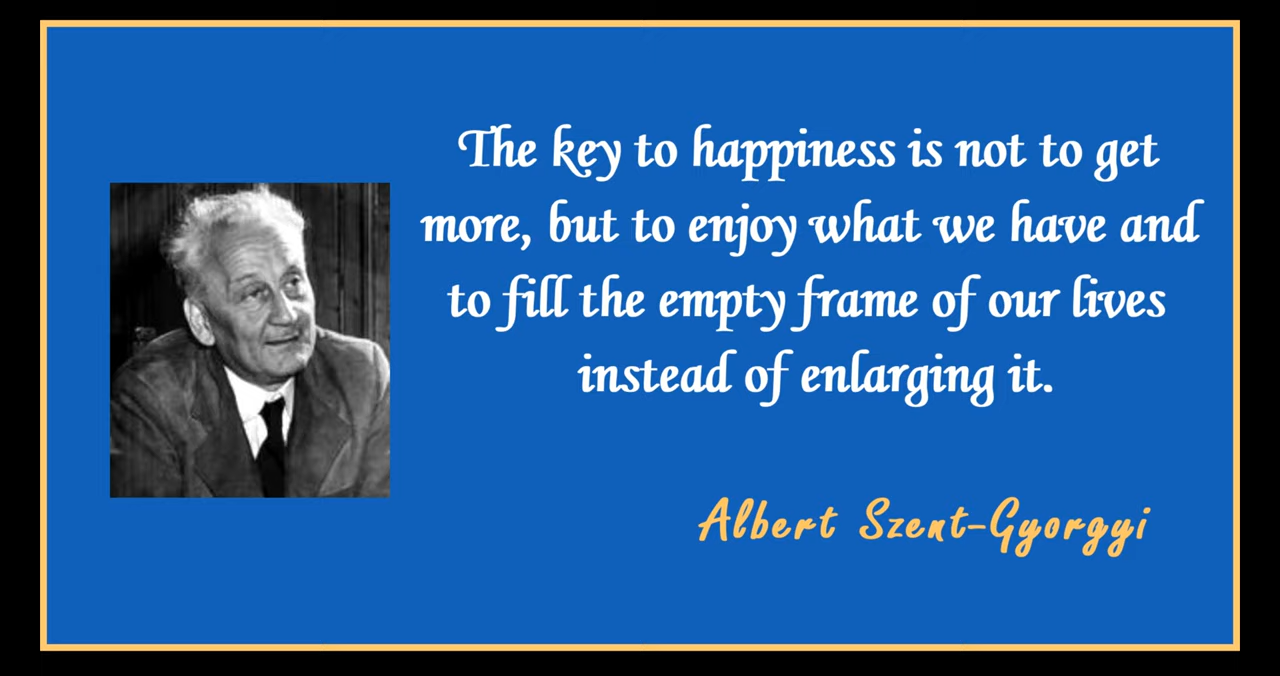 The key to happiness is not to get
more, but to enjoy what we have and
to fill the empty frame of our lives
instead of enlarging it.
Albert Szent-Gyorgyi